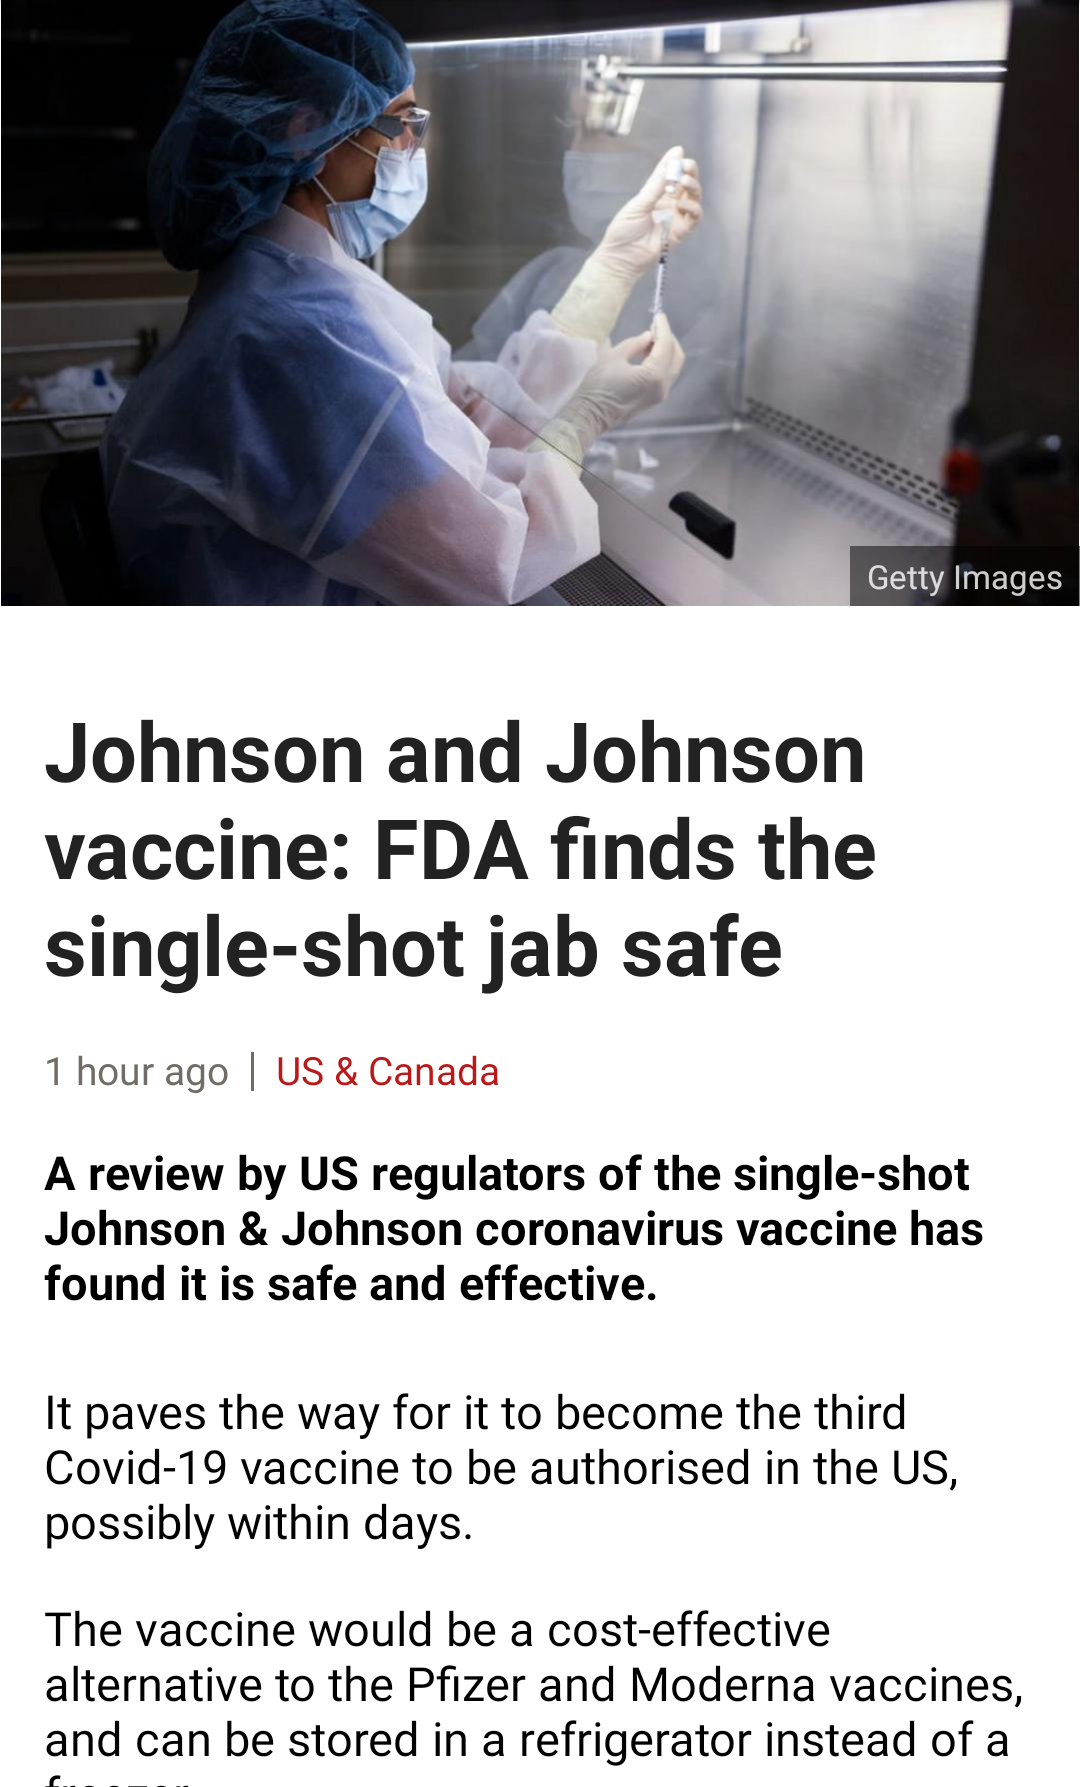 Getty Images
Johnson and Johnson
vaccine: FDA finds the
single-shot jab safe
1 hour ago | US & Canada
A review by US regulators of the single-shot
Johnson & Johnson coronavirus vaccine has
found it is safe and effective.
It paves the way for it to become the third
Covid-19 vaccine to be authorised in the US,
possibly within days.
The vaccine would be a cost-effective
alternative to the Pfizer and Moderna vaccines,
and can be stored in a refrigerator instead of a